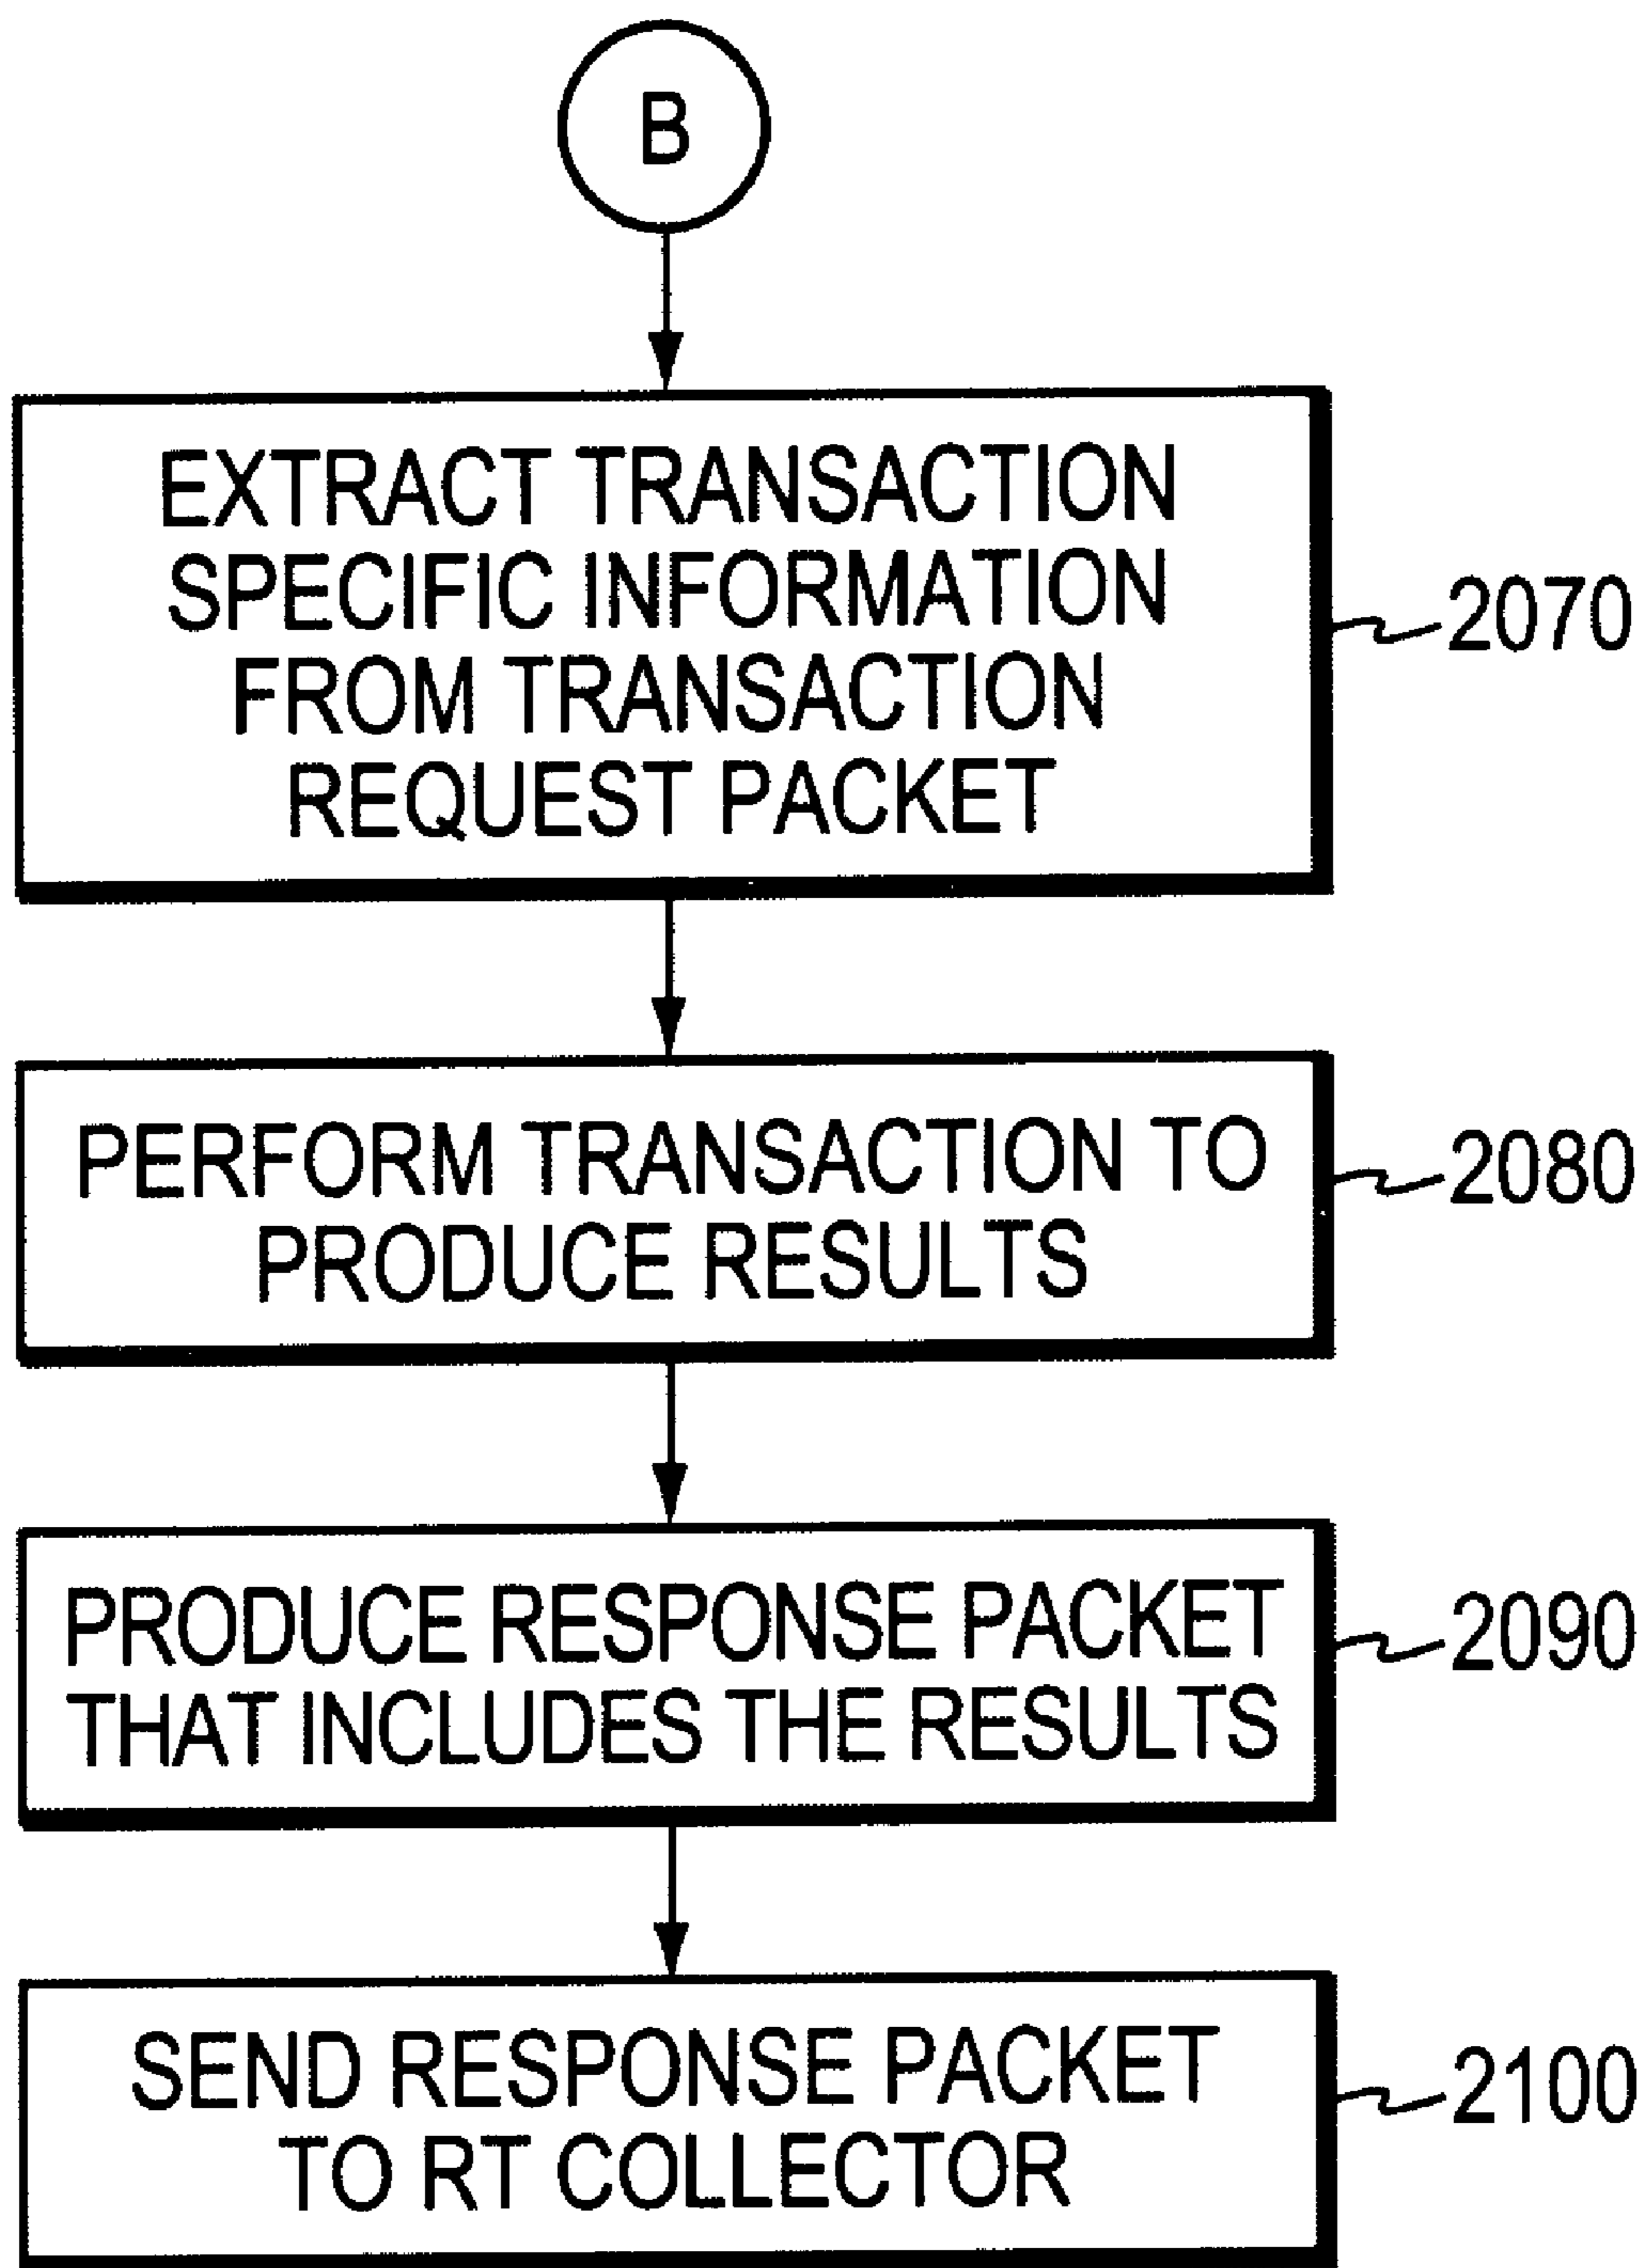 B
EXTRACT TRANSACTION
SPECIFIC INFORMATION
FROM TRANSACTION
REQUEST PACKET
2070
PERFORM TRANSACTION TO
PRODUCE RESULTS
2080
PRODUCE RESPONSE PACKET
THAT INCLUDES THE RESULTS
2090
SEND RESPONSE PACKET
TO RT COLLECTOR
2100